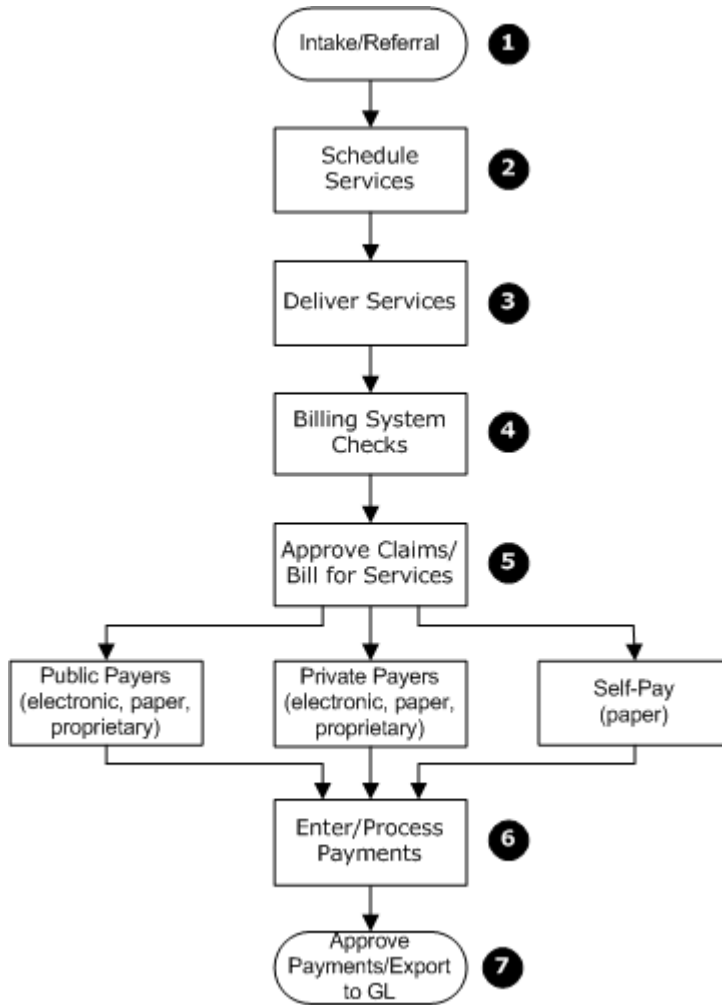 Intake/Referral
1
Schedule
Services
2
Deliver Services
3
Billing System
Checks
4
Approve Claims/
Bill for Services
5
Public Payers
(electronic, paper,
proprietary)
Private Payers
(electronic, paper,
proprietary)
Self-Pay
(paper)
Enter/Process
Payments
6
Approve
Payments/Export
to GL
7